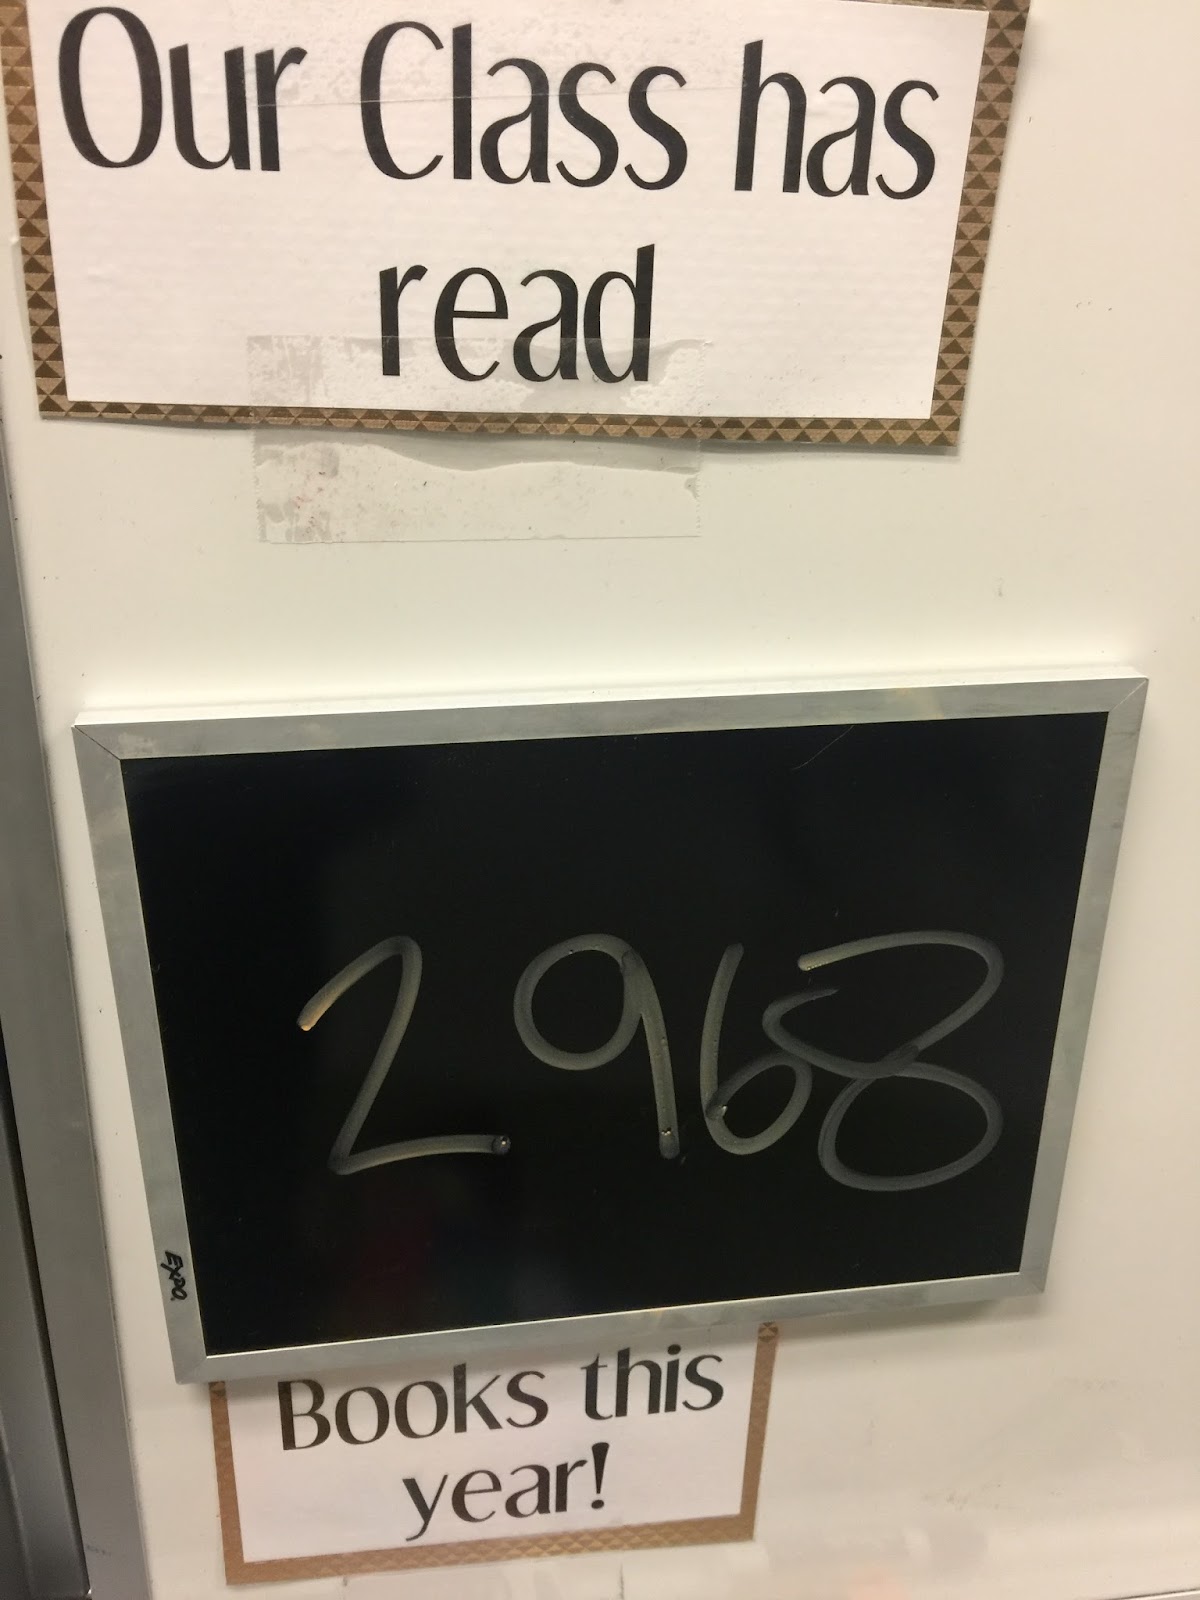 Our Class has
read
2968
EXPO
Books this
year!